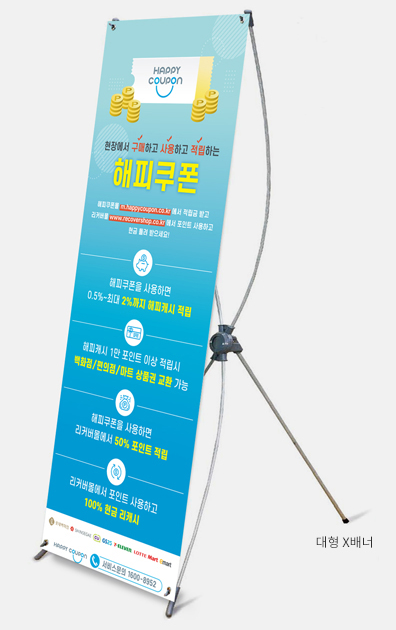 HAPPY
COUPON
현장에서 구매하고 사용하고 적립하는
해피쿠폰
해피쿠폰몰 m.happycoupon.co.kr 에서 적립금 받고
리커버몰 www.recovershop.co.kr 에서 포인트 사용하고
현금 돌려 받으세요!
해피쿠폰을 사용하면
0.5%~최대 2%까지 해피캐시 적립
해피캐시 1만 포인트 이상 적립시
백화점/편의점/마트 상품권 교환 가능
해피쿠폰을 사용하면
리커버몰에서 50% 포인트 적립
리커버몰에서 포인트 사용하고
100% 현금 리캐시
CU GS25 7-ELEVEN LOTTE Mart emart
HAPPY COUPON 서비스문의 1600-8952
대형 X배너